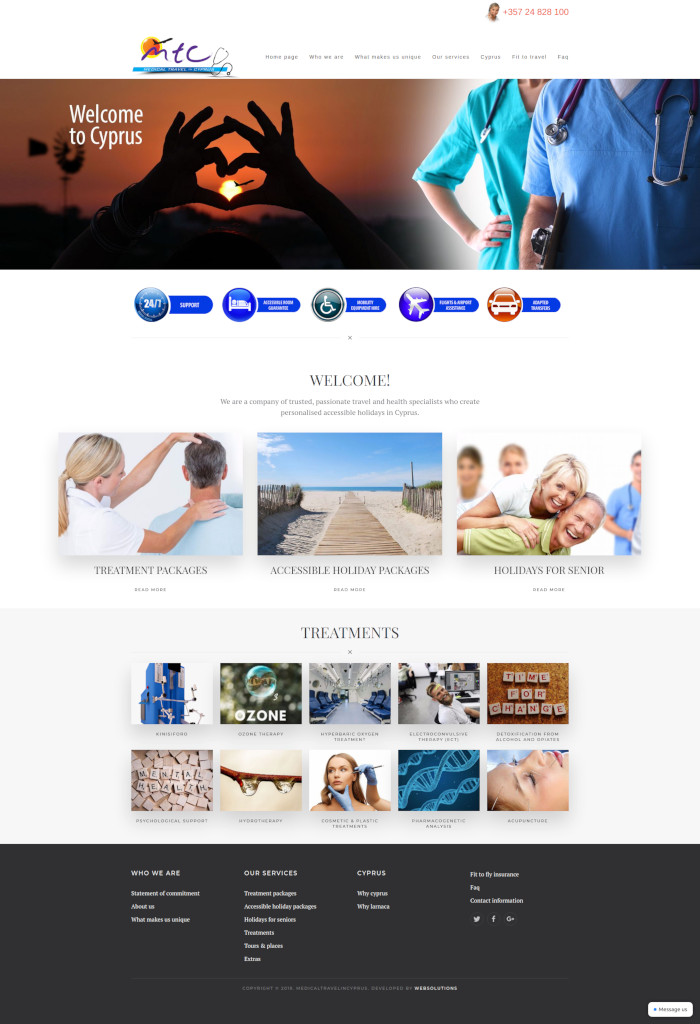 +357 24 828 100
mtc
MEDICAL TRAVEL in CYPRUS
Home page Who we are What makes us unique Our services Cyprus Fit to travel Faq
Welcome
to Cyprus
24/7 SUPPORT
ACCESSIBLE ROOM
GUARANTEE
MOBILITY
EQUIPMENT HIRE
FLIGHTS & AIRPORT
ASSISTANCE
ADAPTED
TRANSFERS
WELCOME!
We are a company of trusted, passionate travel and health specialists who create
personalised accessible holidays in Cyprus.
TREATMENT PACKAGES
READ MORE
ACCESSIBLE HOLIDAY PACKAGES
READ MORE
HOLIDAYS FOR SENIOR
READ MORE
TREATMENTS
KINISIFORO
OZONE
OZONE THERAPY
HYPERBARIC OXYGEN
TREATMENT
ELECTROCONVULSIVE
THERAPY (ECT)
TIME
FOR
CHANGE
DETOXIFICATION FROM
ALCOHOL AND OPIATES
MENTAL
HEALTH
PSYCHOLOGICAL SUPPORT
HYDROTHERAPY
COSMETIC & PLASTIC
TREATMENTS
PHARMACOGENETIC
ANALYSIS
ACUPUNCTURE
WHO WE ARE
Statement of commitment
About us
What makes us unique
OUR SERVICES
Treatment packages
Accessible holiday packages
Holidays for seniors
Treatments
Tours & places
Extras
CYPRUS
Why cyprus
Why larnaca
Fit to fly insurance
Faq
Contact information
COPYRIGHT © 2019. MEDICALTRAVELINCYPRUS. DEVELOPED BY WEBSOLUTIONS
Message us